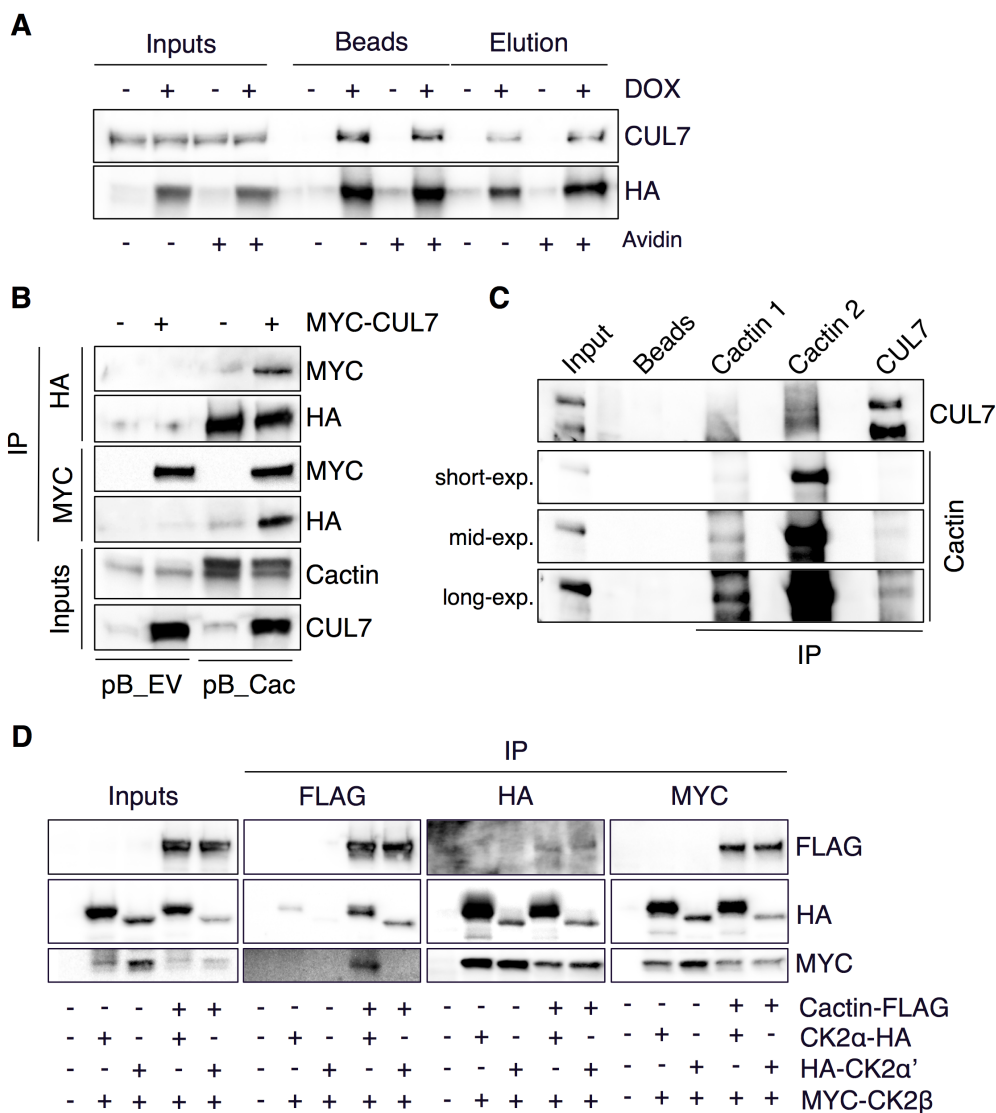 A
Inputs Beads Elution
- + - + - + - + - + - + DOX
CUL7
HA
- - + + - - + + - - + + Avidin
B
- + - + MYC-CUL7
IP
HA
MYC
HA
MYC
MYC
HA
Inputs
Cactin
CUL7
pB_EV pB_Cac
C
Input Beads Cactin 1 Cactin 2 CUL7
CUL7
short-exp.
mid-exp.
long-exp.
Cactin
IP
D
IP
Inputs FLAG HA MYC
FLAG
HA
MYC
- - - + + - - - + + - - - + + - - - + + Cactin-FLAG
- + - + - - + - + - - + - + - - + - + - CK2α-HA
- - + - + - - + - + - - + - + - - + - + HA-CK2α’
- + + + + - + + + + - + + + + - + + + + MYC-CK2β